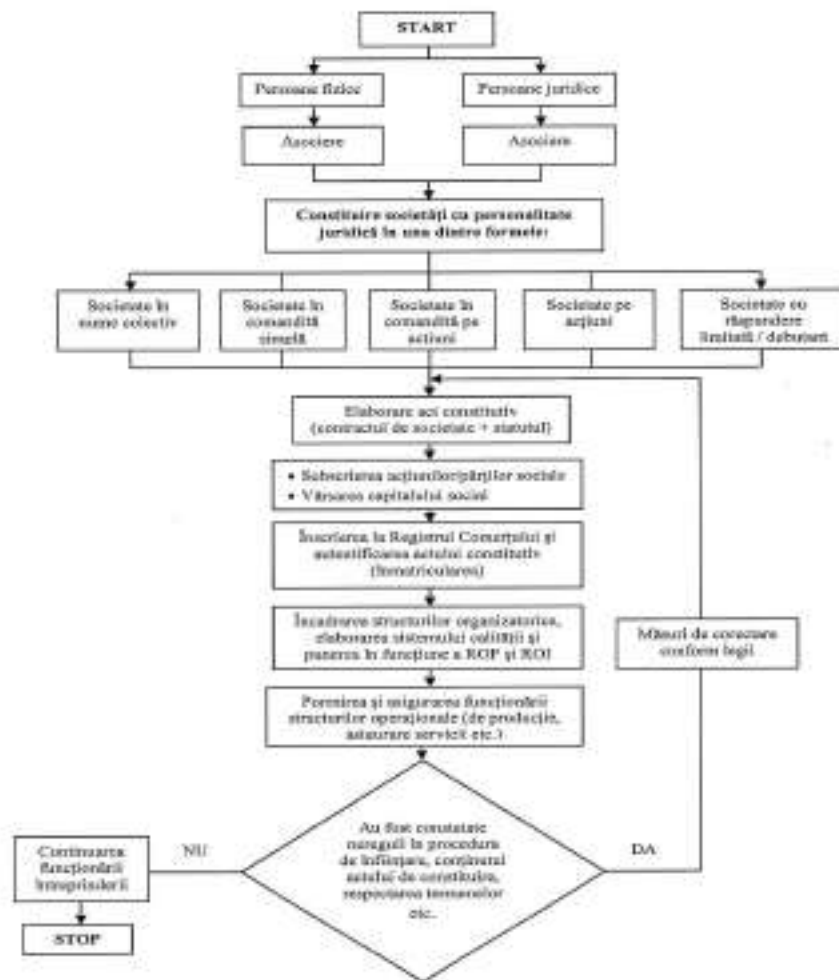 START
Persoane fizice
Persoane juridice
Asociere
Asociere
Constituire societăți cu personalitate
juridică în una dintre formele:
Societate în
nume colectiv
Societate în
comandită
simplă
Societate în
comandită pe
acțiuni
Societate pe
acțiuni
Societate cu
răspundere
limitată / debutant
Elaborare act constitutiv
(contractul de societate + statutul)
• Subscrierea acțiunilor/părților sociale
• Vărsarea capitalului social
Înscrierea la Registrul Comerțului și
autentificarea actului constitutiv
(înmatricularea)
Încadrarea structurilor organizatorice,
elaborarea sistemului calității și
punerea în funcțiune a ROF și ROI
Măsuri de corectare
conform legii
Pornirea și asigurarea funcționării
structurilor operaționale (de producție,
servicii etc.)
Au fost constatate
nereguli în procedura
de înființare, conținutul
actului de constituire,
respectarea termenelor
etc.
NU
DA
Continuarea
funcționării
întreprinderii
STOP